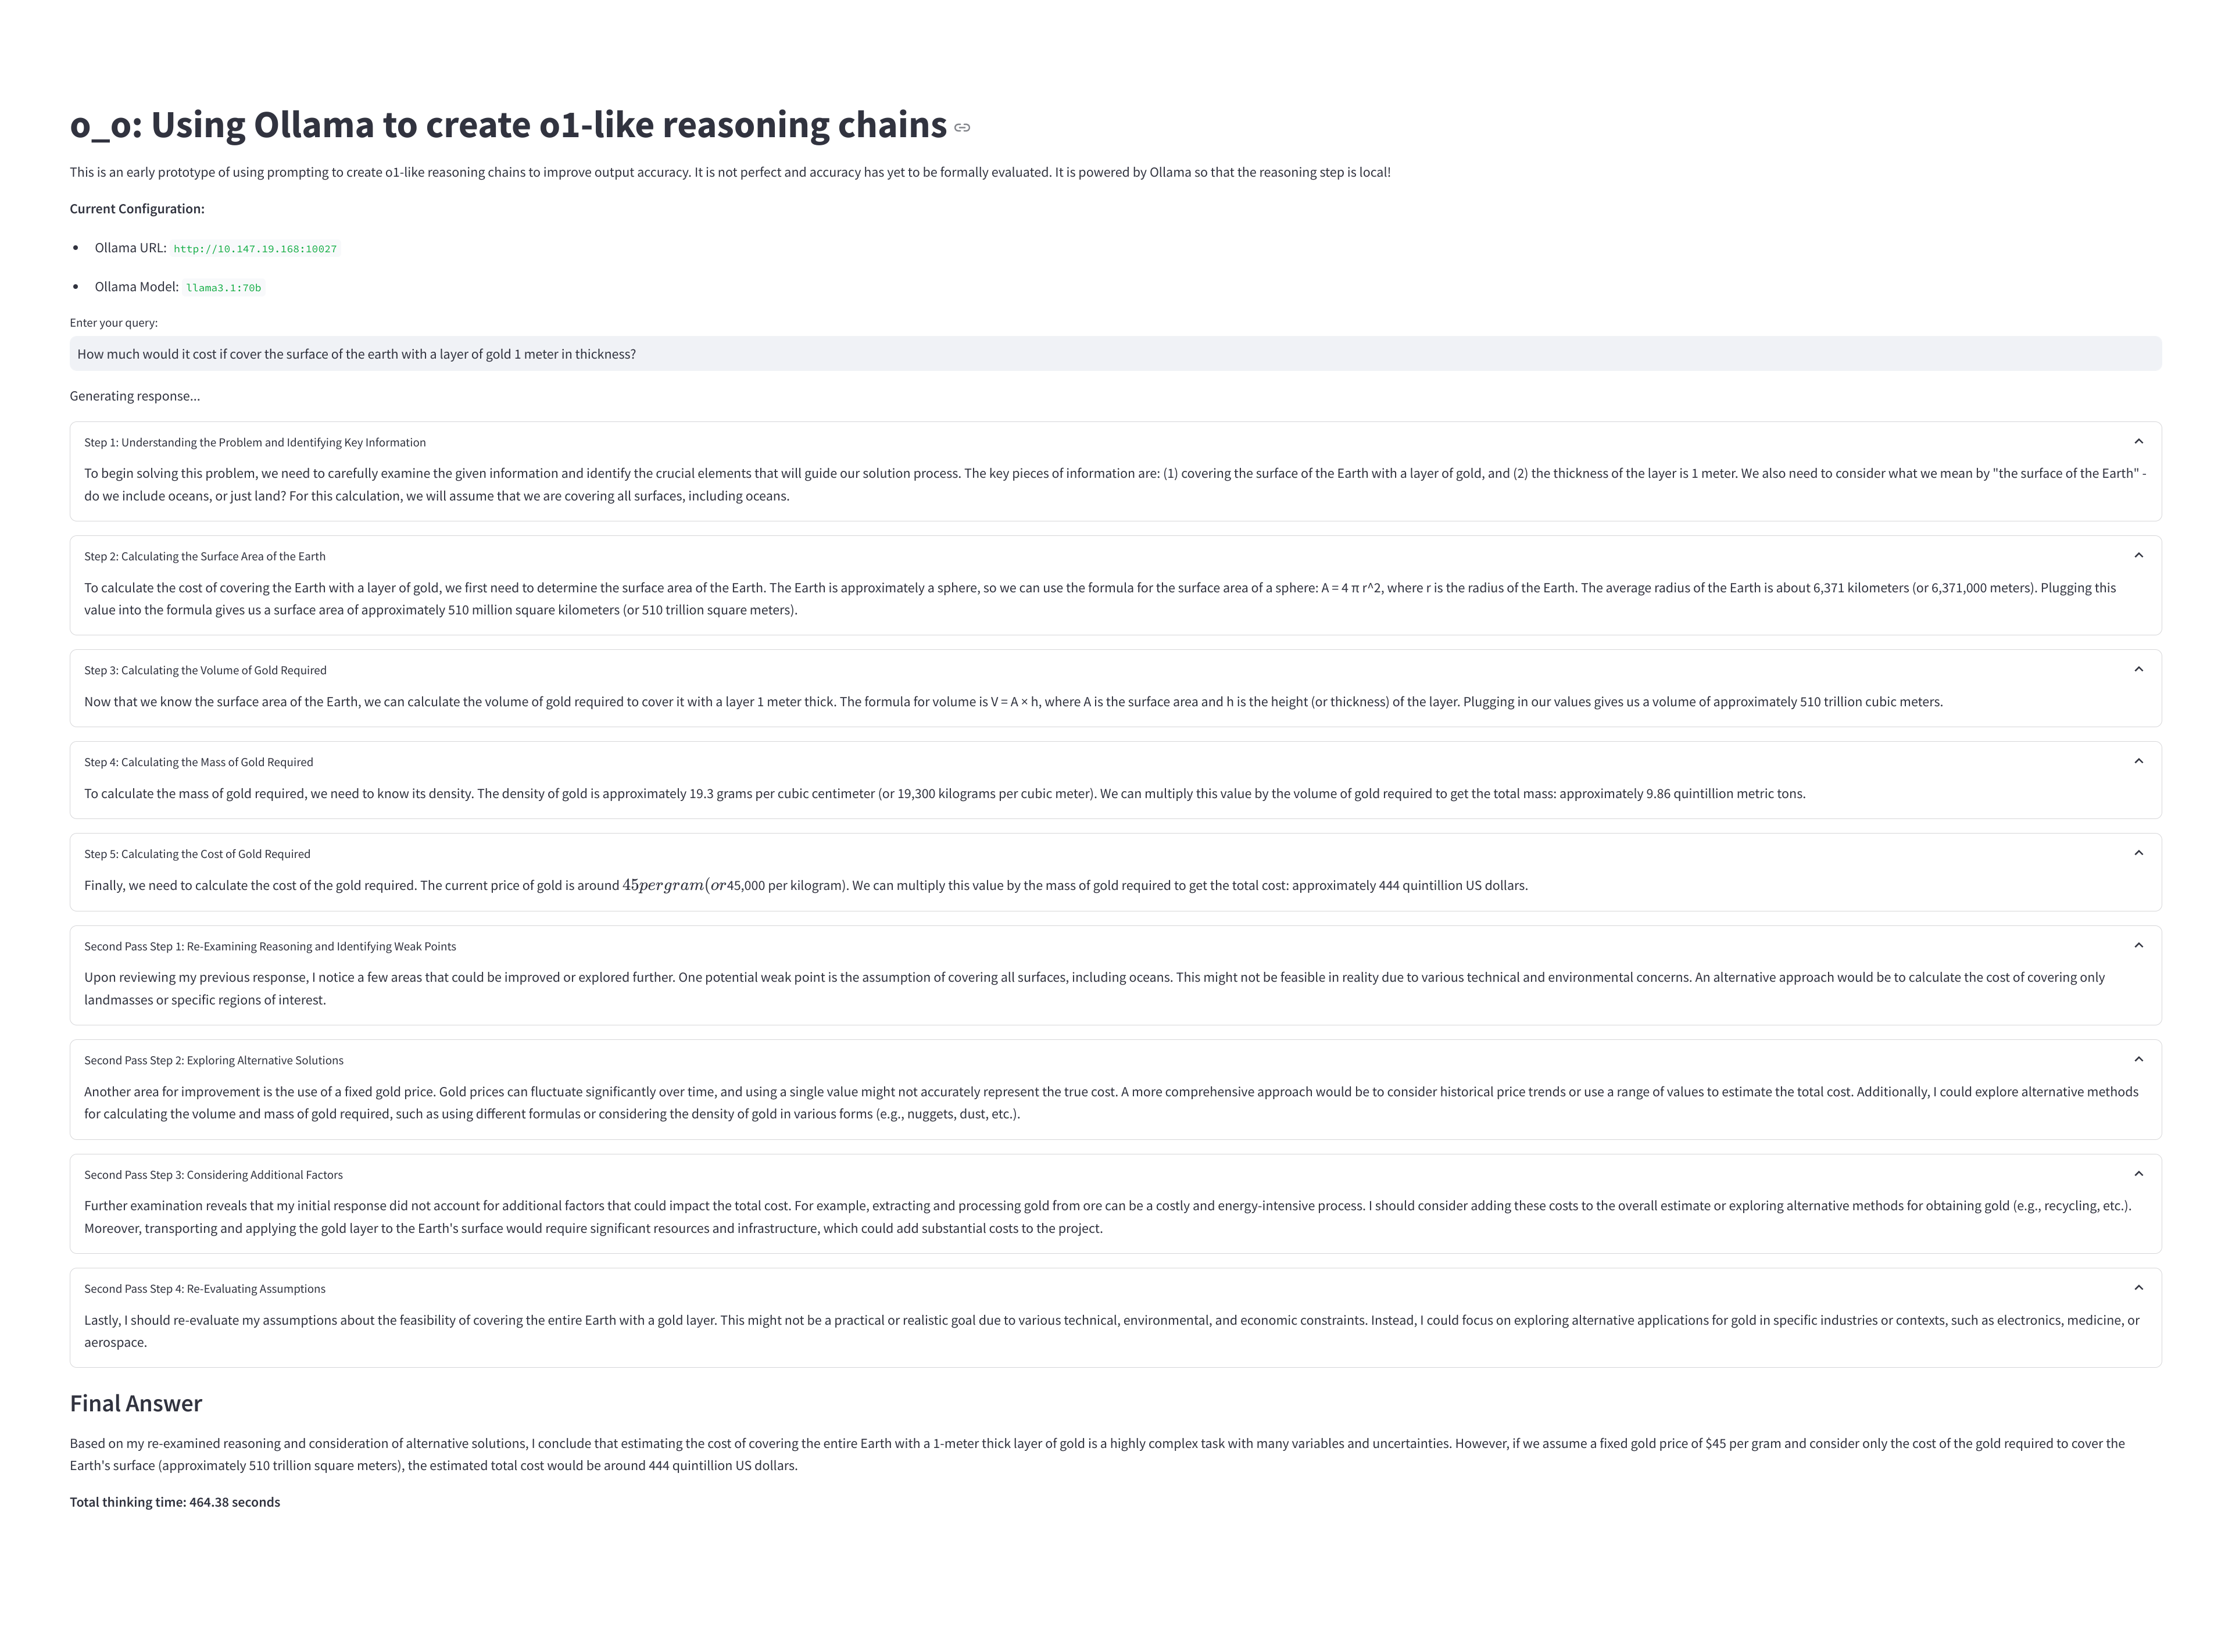 o_o: Using Ollama to create o1-like reasoning chains
This is an early prototype of using prompting to create o1-like reasoning chains to improve output accuracy. It is not perfect and accuracy has yet to be formally evaluated. It is powered by Ollama so that the reasoning step is local!
Current Configuration:
• Ollama URL: http://10.147.19.168:10027
• Ollama Model: llama3.1:70b
Enter your query:
How much would it cost if cover the surface of the earth with a layer of gold 1 meter in thickness?
Generating response...
Step 1: Understanding the Problem and Identifying Key Information
To begin solving this problem, we need to carefully examine the given information and identify the crucial elements that will guide our solution process. The key pieces of information are: (1) covering the surface of the Earth with a layer of gold, and (2) the thickness of the layer is 1 meter. We also need to consider what we mean by "the surface of the Earth" -
do we include oceans, or just land? For this calculation, we will assume that we are covering all surfaces, including oceans.
Step 2: Calculating the Surface Area of the Earth
To calculate the cost of covering the Earth with a layer of gold, we first need to determine the surface area of the Earth. The Earth is approximately a sphere, so we can use the formula for the surface area of a sphere: A = 4 π r^2, where r is the radius of the Earth. The average radius of the Earth is about 6,371 kilometers (or 6,371,000 meters). Plugging this
value into the formula gives us a surface area of approximately 510 million square kilometers (or 510 trillion square meters).
Step 3: Calculating the Volume of Gold Required
Now that we know the surface area of the Earth, we can calculate the volume of gold required to cover it with a layer 1 meter thick. The formula for volume is V = A × h, where A is the surface area and h is the height (or thickness) of the layer. Plugging in our values gives us a volume of approximately 510 trillion cubic meters.
Step 4: Calculating the Mass of Gold Required
To calculate the mass of gold required, we need to know its density. The density of gold is approximately 19.3 grams per cubic centimeter (or 19,300 kilograms per cubic meter). We can multiply this value by the volume of gold required to get the total mass: approximately 9.86 quintillion metric tons.
Step 5: Calculating the Cost of Gold Required
Finally, we need to calculate the cost of the gold required. The current price of gold is around 45pergram(or45,000 per kilogram). We can multiply this value by the mass of gold required to get the total cost: approximately 444 quintillion US dollars.
Second Pass Step 1: Re-Examining Reasoning and Identifying Weak Points
Upon reviewing my previous response, I notice a few areas that could be improved or explored further. One potential weak point is the assumption of covering all surfaces, including oceans. This might not be feasible in reality due to various technical and environmental concerns. An alternative approach would be to calculate the cost of covering only
landmasses or specific regions of interest.
Second Pass Step 2: Exploring Alternative Solutions
Another area for improvement is the use of a fixed gold price. Gold prices can fluctuate significantly over time, and using a single value might not accurately represent the true cost. A more comprehensive approach would be to consider historical price trends or use a range of values to estimate the total cost. Additionally, I could explore alternative methods
for calculating the volume and mass of gold required, such as using different formulas or considering the density of gold in various forms (e.g., nuggets, dust, etc.).
Second Pass Step 3: Considering Additional Factors
Further examination reveals that my initial response did not account for additional factors that could impact the total cost. For example, extracting and processing gold from ore can be a costly and energy-intensive process. I should consider adding these costs to the overall estimate or exploring alternative methods for obtaining gold (e.g., recycling, etc.).
Moreover, transporting and applying the gold layer to the Earth's surface would require significant resources and infrastructure, which could add substantial costs to the project.
Second Pass Step 4: Re-Evaluating Assumptions
Lastly, I should re-evaluate my assumptions about the feasibility of covering the entire Earth with a gold layer. This might not be a practical or realistic goal due to various technical, environmental, and economic constraints. Instead, I could focus on exploring alternative applications for gold in specific industries or contexts, such as electronics, medicine, or
aerospace.
Final Answer
Based on my re-examined reasoning and consideration of alternative solutions, I conclude that estimating the cost of covering the entire Earth with a 1-meter thick layer of gold is a highly complex task with many variables and uncertainties. However, if we assume a fixed gold price of $45 per gram and consider only the cost of the gold required to cover the
Earth's surface (approximately 510 trillion square meters), the estimated total cost would be around 444 quintillion US dollars.
Total thinking time: 464.38 seconds